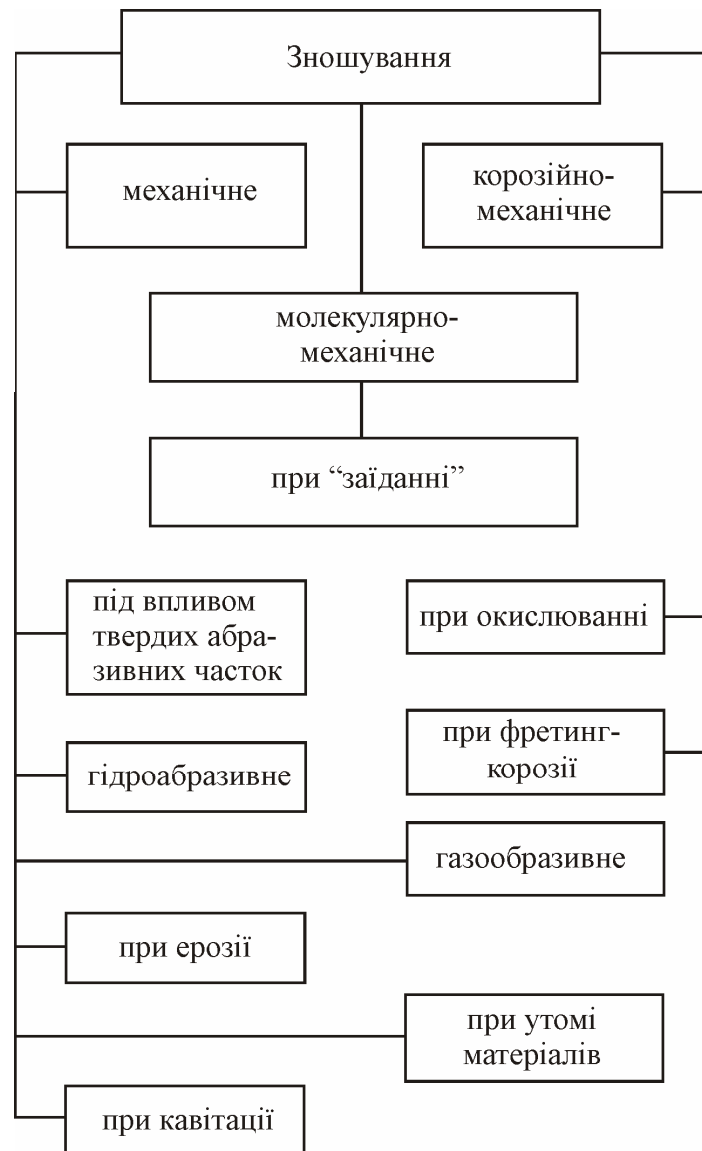 Зношування
механічне
корозійно-
механічне
молекулярно-
механічне
при “заїданні”
під впливом
твердих абра-
зивних часток
при окислюванні
гідроабразивне
при фретинг-
корозії
газообразивне
при ерозії
при утомі
матеріалів
при кавітації